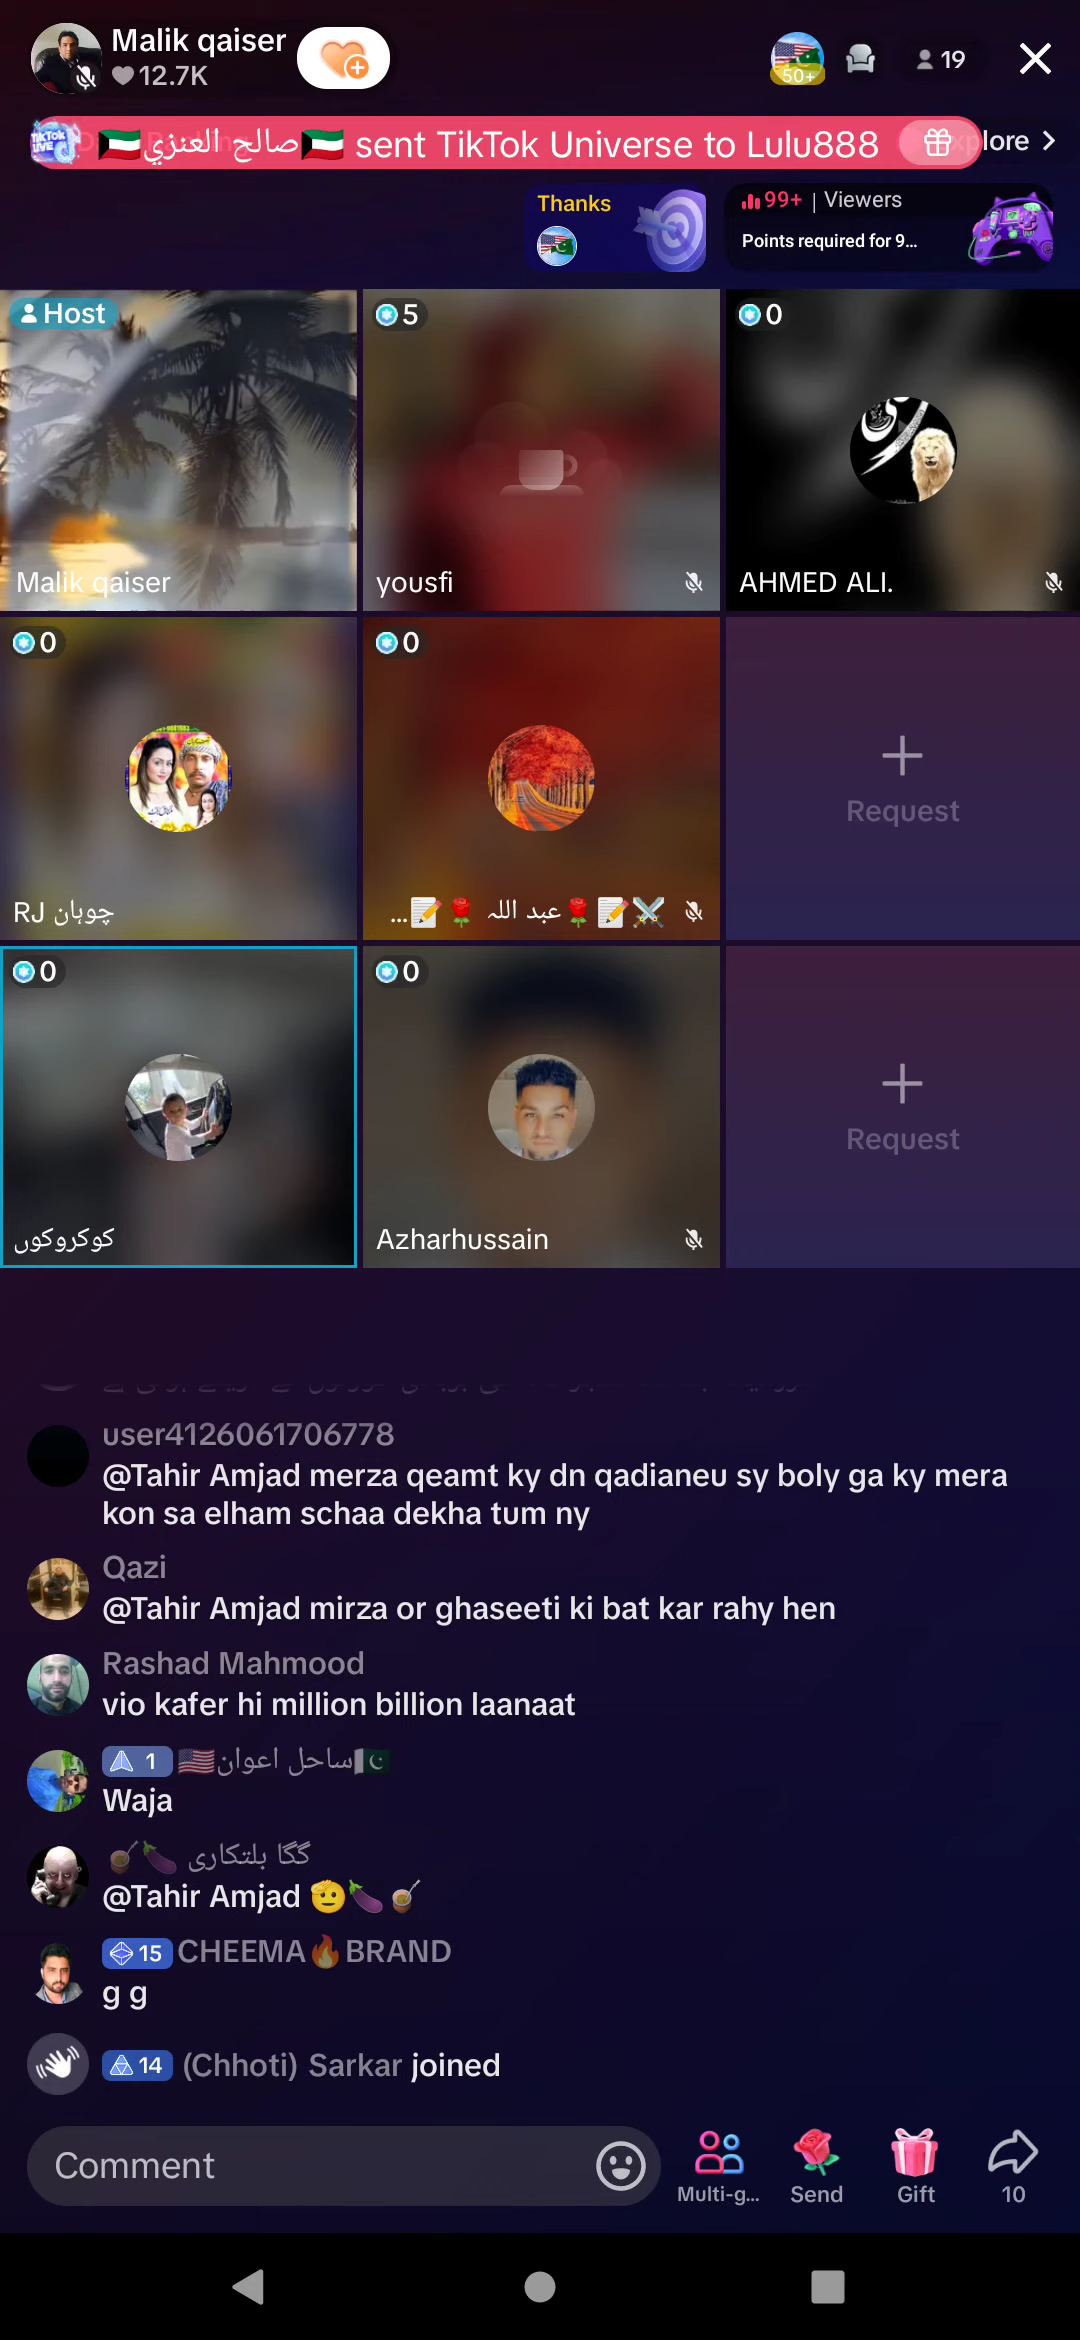 Malik qaiser
12.7K
50+
19
🇰🇼صالح العنزي🇰🇼 sent TikTok Universe to Lulu888
plore >
Thanks
99+ | Viewers
Points required for 9...
Host
Malik qaiser
5
yousfi
0
AHMED ALI.
0
RJ چوہان
0
⚔️📝🌹عبد اللہ 🌹📝...
Request
0
کوکروکوں
0
Azharhussain
Request
user4126061706778
@Tahir Amjad merza qeamt ky dn qadianeu sy boly ga ky mera
kon sa elham schaa dekha tum ny
Qazi
@Tahir Amjad mirza or ghaseeti ki bat kar rahy hen
Rashad Mahmood
vio kafer hi million billion laanaat
1 🇺🇸ساحل اعوان🇵🇰
Waja
گگا بلتکاری 🍆🧉
@Tahir Amjad 🫡🍆🧉
15 CHEEMA🔥BRAND
g g
14 (Chhoti) Sarkar joined
Comment
Multi-g...
Send
Gift
10